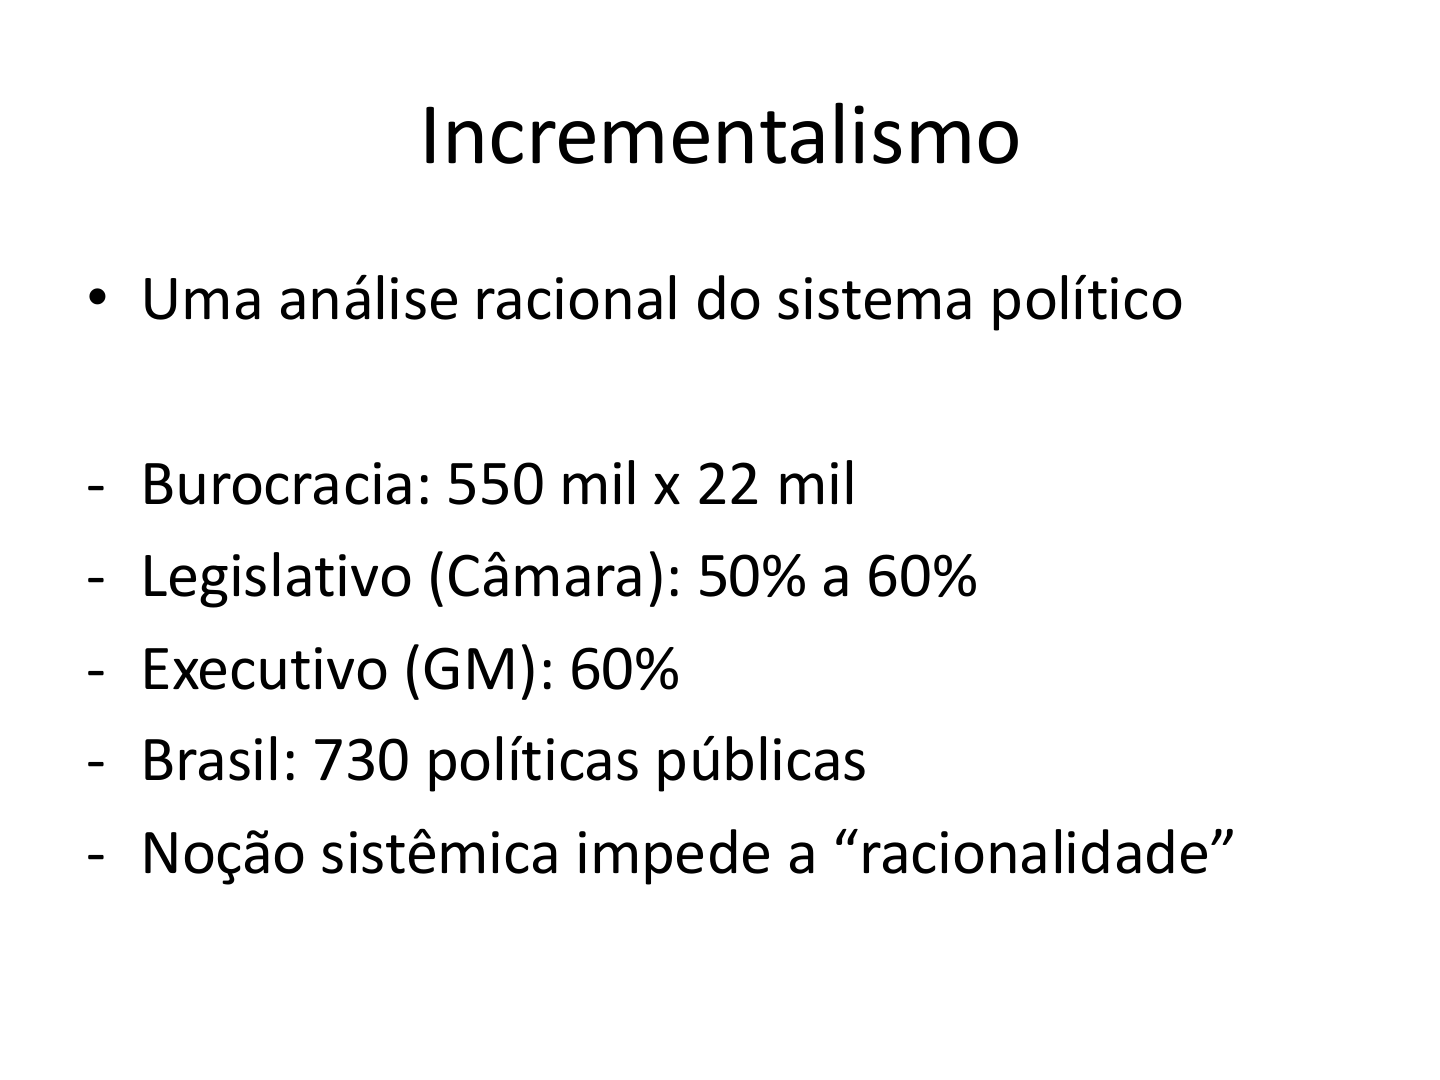 Incrementalismo
• Uma análise racional do sistema político
- Burocracia: 550 mil x 22 mil
- Legislativo (Câmara): 50% a 60%
- Executivo (GM): 60%
- Brasil: 730 políticas públicas
- Noção sistêmica impede a “racionalidade”